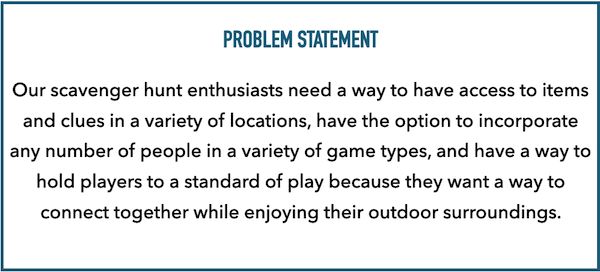 PROBLEM STATEMENT
Our scavenger hunt enthusiasts need a way to have access to items
and clues in a variety of locations, have the option to incorporate
any number of people in a variety of game types, and have a way to
hold players to a standard of play because they want a way to
connect together while enjoying their outdoor surroundings.